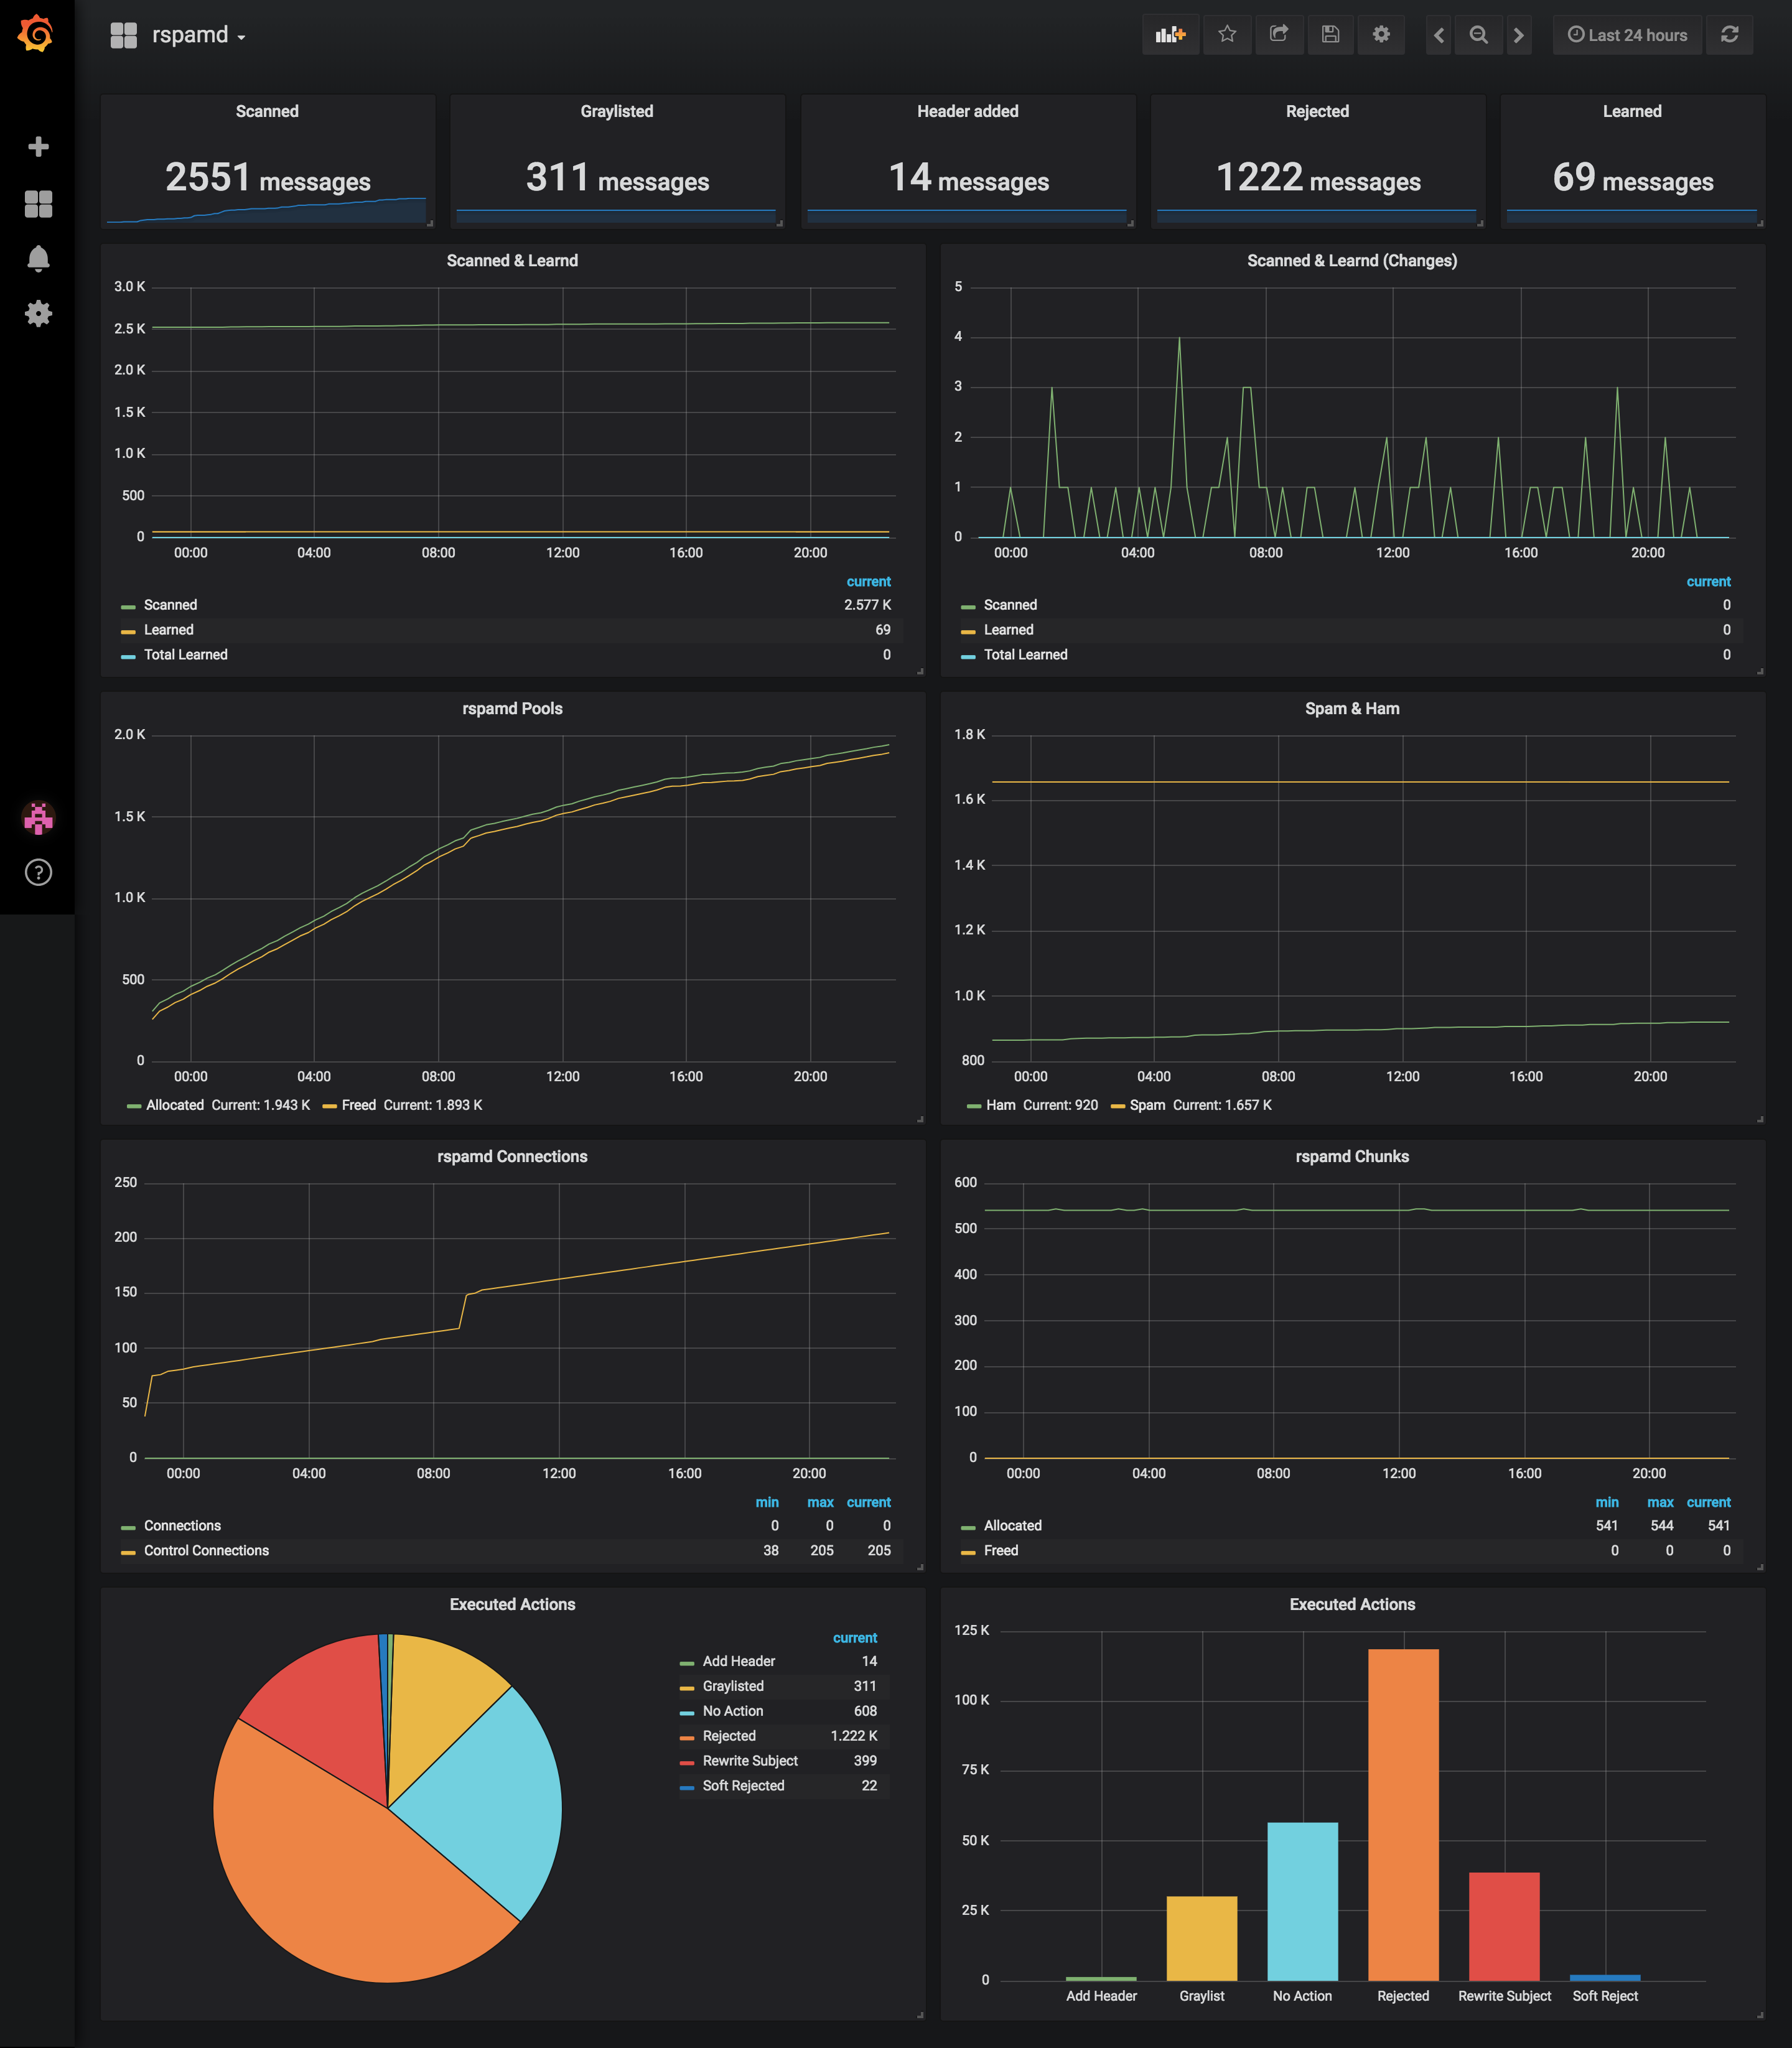 rspamd
Last 24 hours
Scanned
2551 messages
Graylisted
311 messages
Header added
14 messages
Rejected
1222 messages
Learned
69 messages
Scanned & Learnd
3.0 K
2.5 K
2.0 K
1.5 K
1.0 K
500
0
00:00 04:00 08:00 12:00 16:00 20:00
current
Scanned 2.577 K
Learned 69
Total Learned 0
Scanned & Learnd (Changes)
5
4
3
2
1
0
00:00 04:00 08:00 12:00 16:00 20:00
current
Scanned 0
Learned 0
Total Learned 0
rspamd Pools
2.0 K
1.5 K
1.0 K
500
0
00:00 04:00 08:00 12:00 16:00 20:00
Allocated Current: 1.943 K Freed Current: 1.893 K
Spam & Ham
1.8 K
1.6 K
1.4 K
1.2 K
1.0 K
800
00:00 04:00 08:00 12:00 16:00 20:00
Ham Current: 920 Spam Current: 1.657 K
rspamd Connections
250
200
150
100
50
0
00:00 04:00 08:00 12:00 16:00 20:00
min max current
Connections 0 0 0
Control Connections 38 205 205
rspamd Chunks
600
500
400
300
200
100
0
00:00 04:00 08:00 12:00 16:00 20:00
min max current
Allocated 541 544 541
Freed 0 0 0
Executed Actions
current
Add Header 14
Graylisted 311
No Action 608
Rejected 1.222 K
Rewrite Subject 399
Soft Rejected 22
Executed Actions
125 K
100 K
75 K
50 K
25 K
0
Add Header Graylist No Action Rejected Rewrite Subject Soft Reject